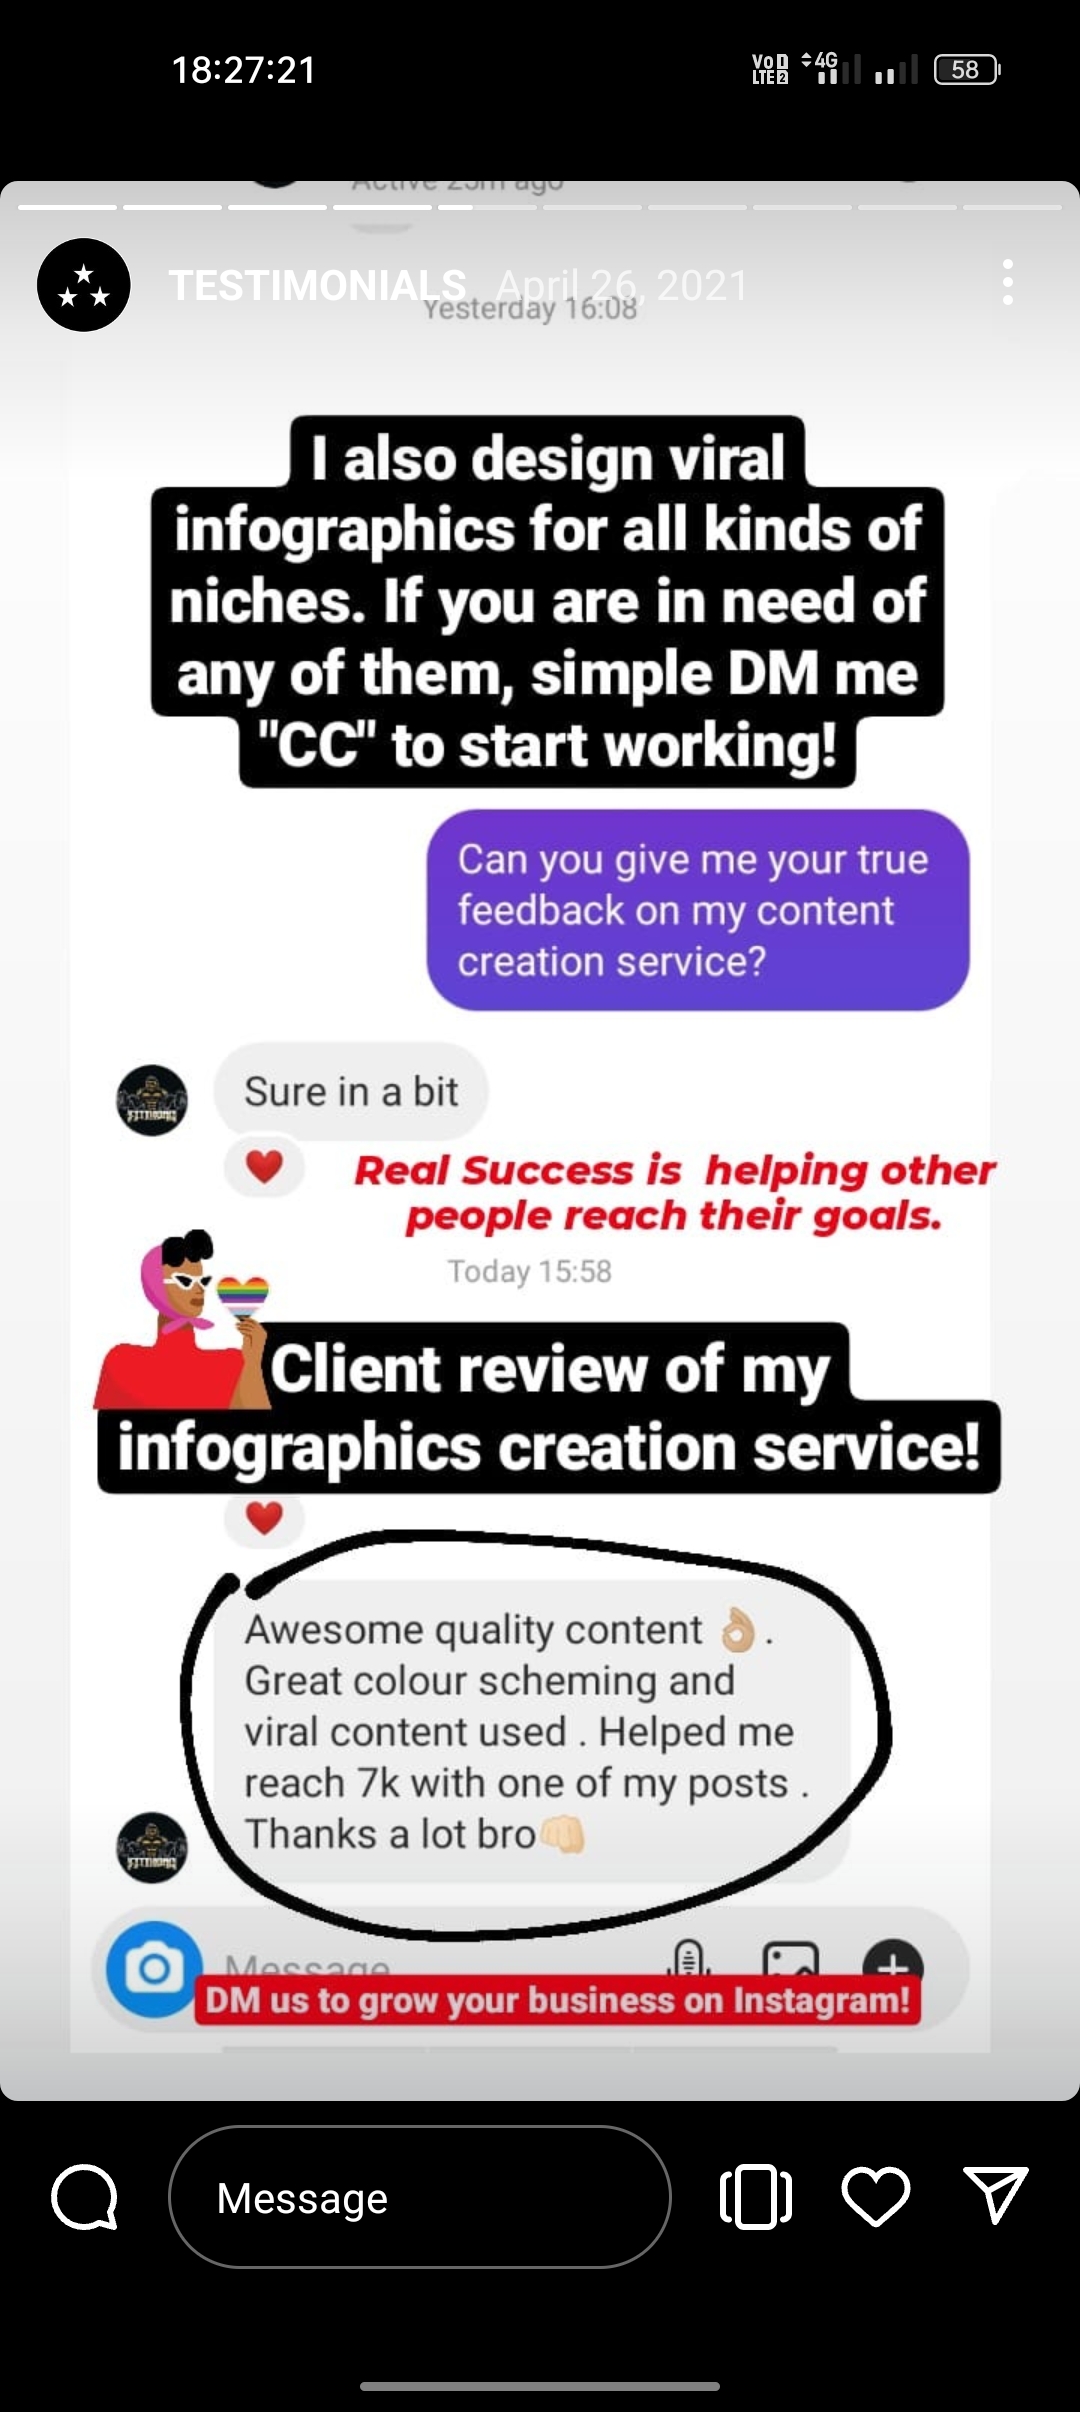 18:27:21
VoD LTE2 4G 58
Active 25m ago
TESTIMONIALS April 26, 2021
Yesterday 16:08
I also design viral
infographics for all kinds of
niches. If you are in need of
any of them, simple DM me
"CC" to start working!
Can you give me your true
feedback on my content
creation service?
Sure in a bit
Real Success is helping other
people reach their goals.
Today 15:58
Client review of my
infographics creation service!
Awesome quality content 👌🏼.
Great colour scheming and
viral content used . Helped me
reach 7k with one of my posts .
Thanks a lot bro👊🏻
Message
DM us to grow your business on Instagram!
Message